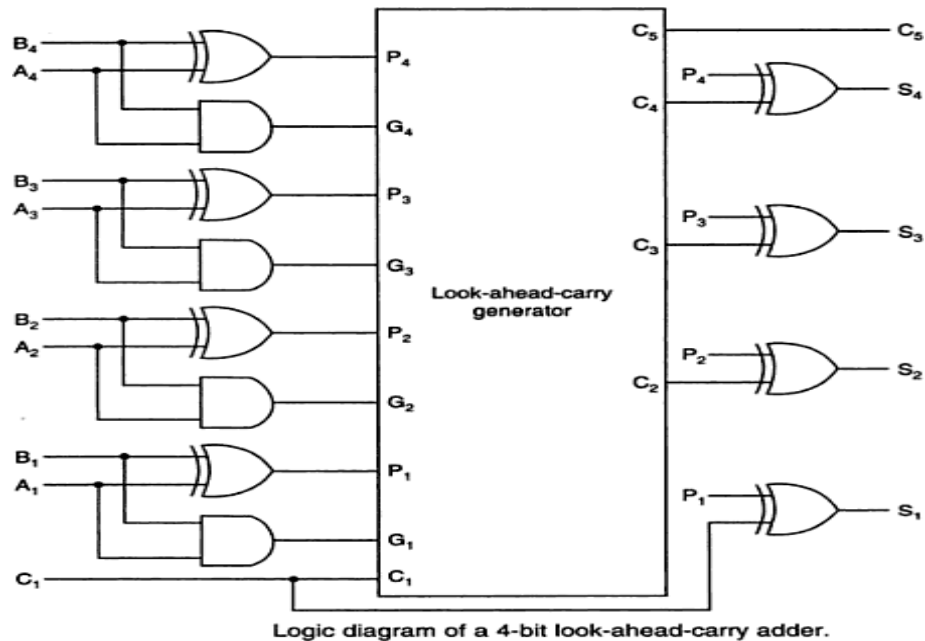 B4
A4
P4
G4
B3
A3
P3
G3
B2
A2
P2
G2
B1
A1
P1
G1
C1
C1
Look-ahead-carry
generator
C5
C5
P4
C4
S4
P3
C3
S3
P2
C2
S2
P1
S1
Logic diagram of a 4-bit look-ahead-carry adder.